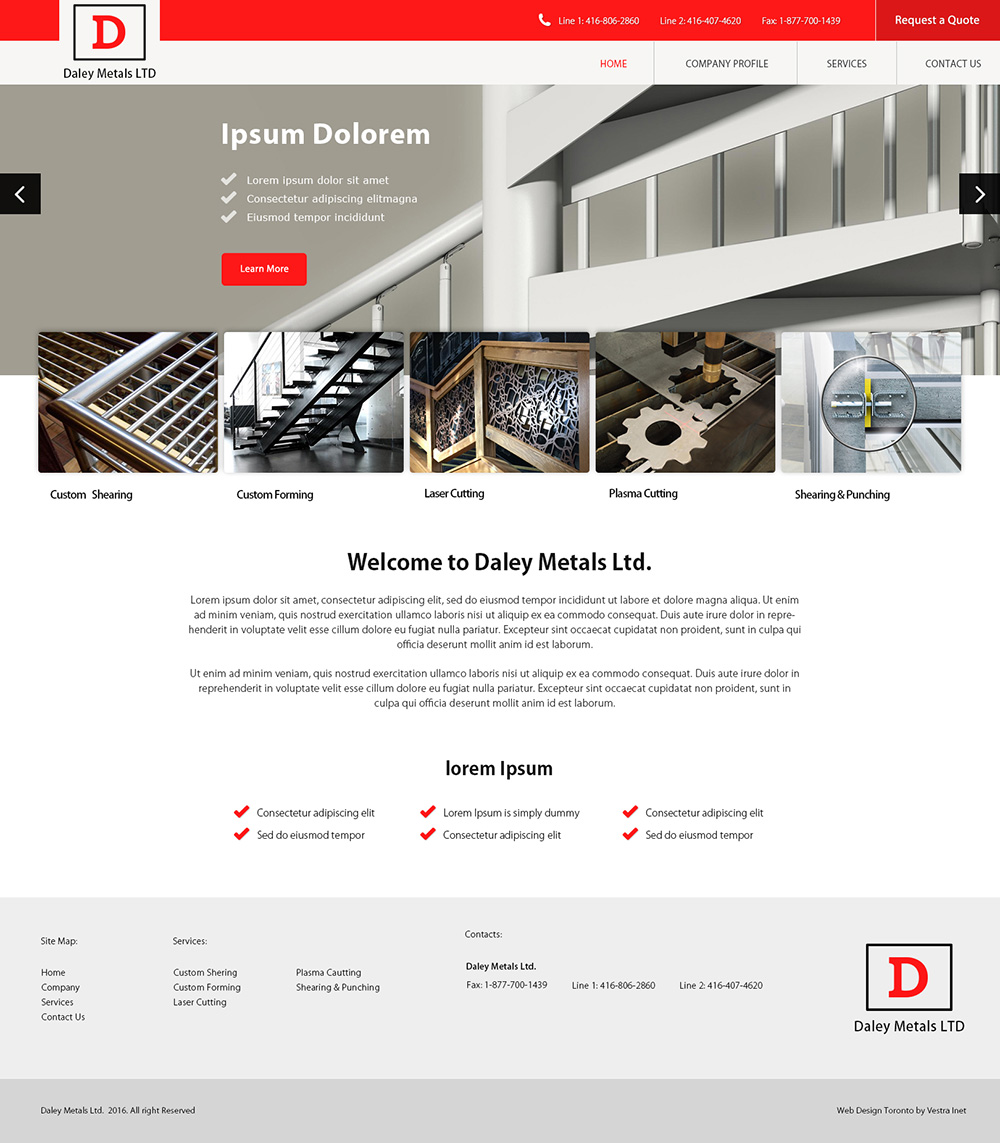 D
Daley Metals LTD
Line 1: 416-806-2860 Line 2: 416-407-4620 Fax: 1-877-700-1439 Request a Quote
HOME COMPANY PROFILE SERVICES CONTACT US
Ipsum Dolorem
Lorem ipsum dolor sit amet
Consectetur adipiscing elitmagna
Eiusmod tempor incididunt
Learn More
Custom Shearing Custom Forming Laser Cutting Plasma Cutting Shearing & Punching
Welcome to Daley Metals Ltd.
Lorem ipsum dolor sit amet, consectetur adipiscing elit, sed do eiusmod tempor incididunt ut labore et dolore magna aliqua. Ut enim
ad minim veniam, quis nostrud exercitation ullamco laboris nisi ut aliquip ex ea commodo consequat. Duis aute irure dolor in repre-
henderit in voluptate velit esse cillum dolore eu fugiat nulla pariatur. Excepteur sint occaecat cupidatat non proident, sunt in culpa qui
officia deserunt mollit anim id est laborum.
Ut enim ad minim veniam, quis nostrud exercitation ullamco laboris nisi ut aliquip ex ea commodo consequat. Duis aute irure dolor in
reprehenderit in voluptate velit esse cillum dolore eu fugiat nulla pariatur. Excepteur sint occaecat cupidatat non proident, sunt in
culpa qui officia deserunt mollit anim id est laborum.
lorem Ipsum
Consectetur adipiscing elit Lorem Ipsum is simply dummy Consectetur adipiscing elit
Sed do eiusmod tempor Consectetur adipiscing elit Sed do eiusmod tempor
Site Map:
Home
Company
Services
Contact Us
Services:
Custom Shering
Custom Forming
Laser Cutting
Plasma Cautting
Shearing & Punching
Contacts:
Daley Metals Ltd.
Fax: 1-877-700-1439 Line 1: 416-806-2860 Line 2: 416-407-4620
D
Daley Metals LTD
Daley Metals Ltd. 2016. All right Reserved Web Design Toronto by Vestra Inet